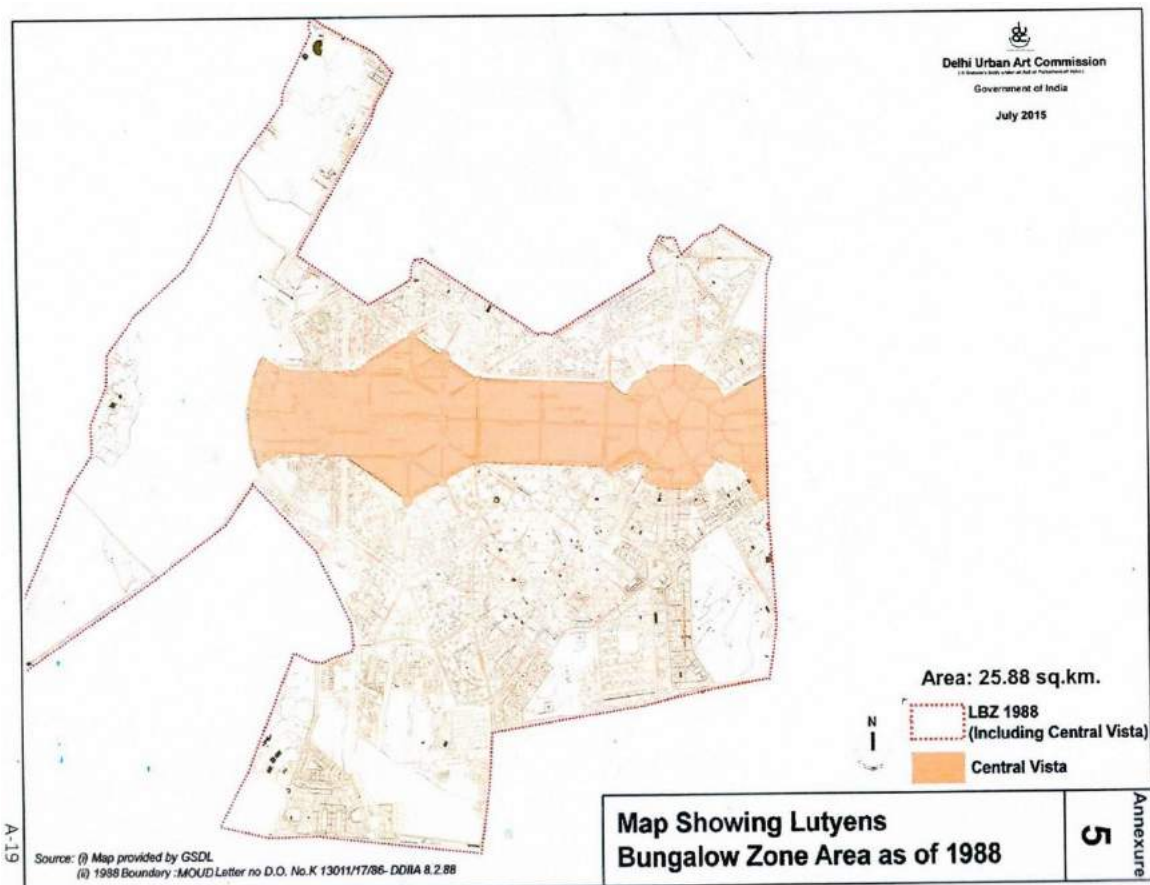 Delhi Urban Art Commission
Government of India
July 2015
Area: 25.88 sq.km.
N
LBZ 1988
(Including Central Vista)
Central Vista
Map Showing Lutyens
Bungalow Zone Area as of 1988
5
Annexure
A-19
Source: (i) Map provided by GSDL
(ii) 1988 Boundary :MOUD Letter no D.O. No.K 13011/17/86- DDIIA 8.2.88